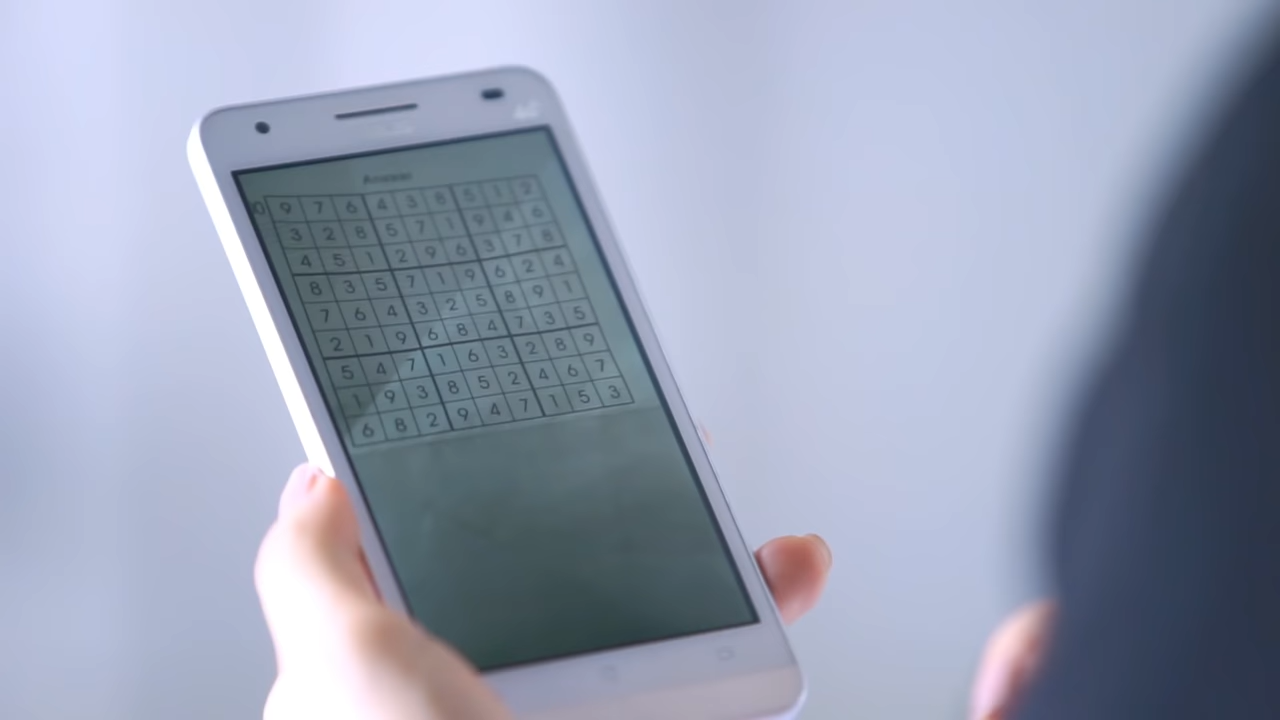 Answer
9 7 6 4 3 8 5 1 2
3 2 8 5 7 1 9 4 6
4 5 1 2 9 6 3 7 8
8 3 5 7 1 9 6 2 4
7 6 4 3 2 5 8 9 1
2 1 9 6 8 4 7 3 5
5 4 7 1 6 3 2 8 9
1 9 3 8 5 2 4 6 7
6 8 2 9 4 7 1 5 3